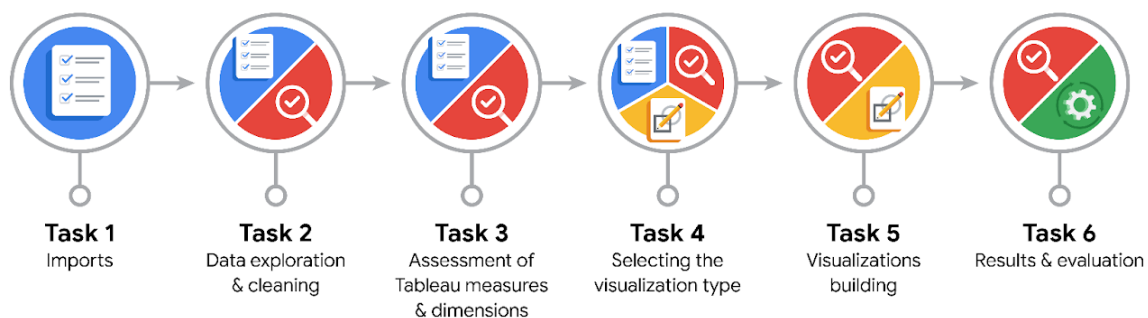 Task 1
Imports
Task 2
Data exploration
& cleaning
Task 3
Assessment of
Tableau measures
& dimensions
Task 4
Selecting the
visualization type
Task 5
Visualizations
building
Task 6
Results & evaluation